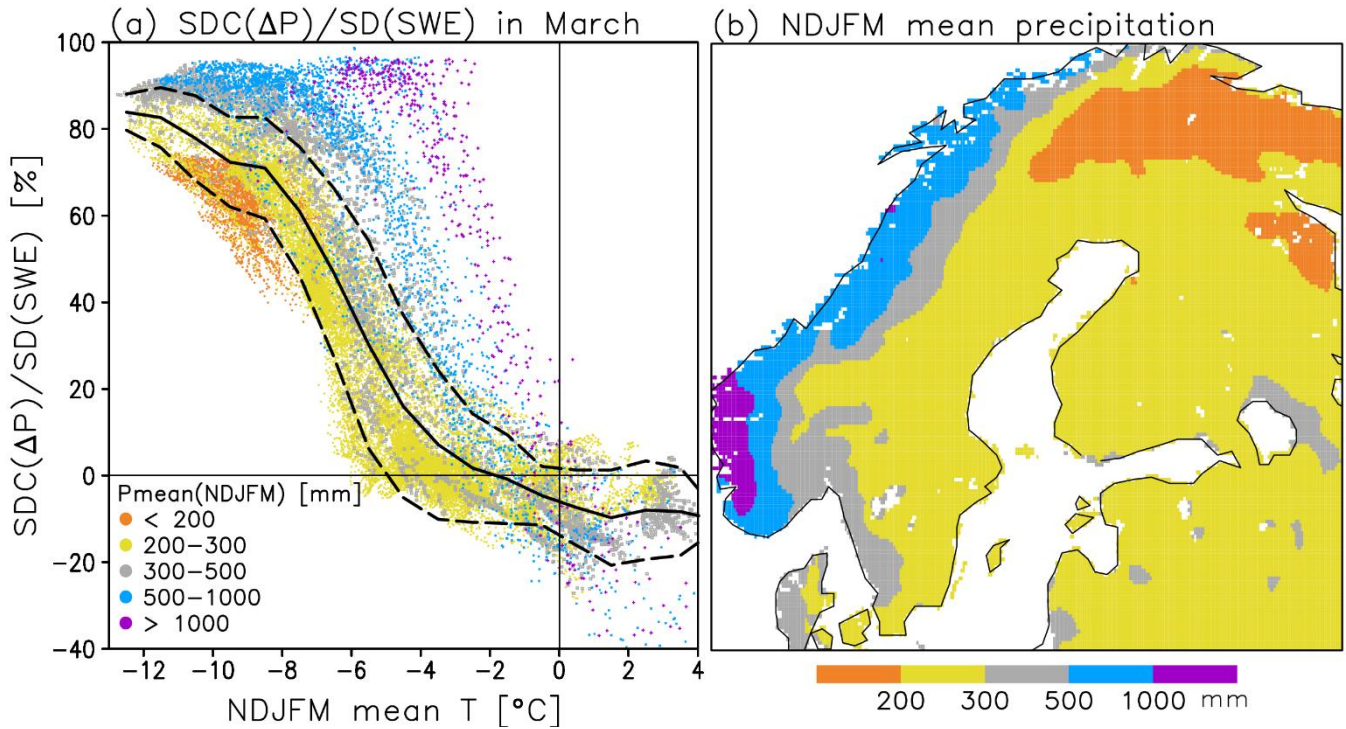 (a) SDC(ΔP)/SD(SWE) in March
SDC(ΔP)/SD(SWE) [%]
100
80
60
40
20
0
−20
−40
Pmean(NDJFM) [mm]
< 200
200−300
300−500
500−1000
> 1000
−12 −10 −8 −6 −4 −2 0 2 4
NDJFM mean T [°C]
(b) NDJFM mean precipitation
200 300 500 1000 mm